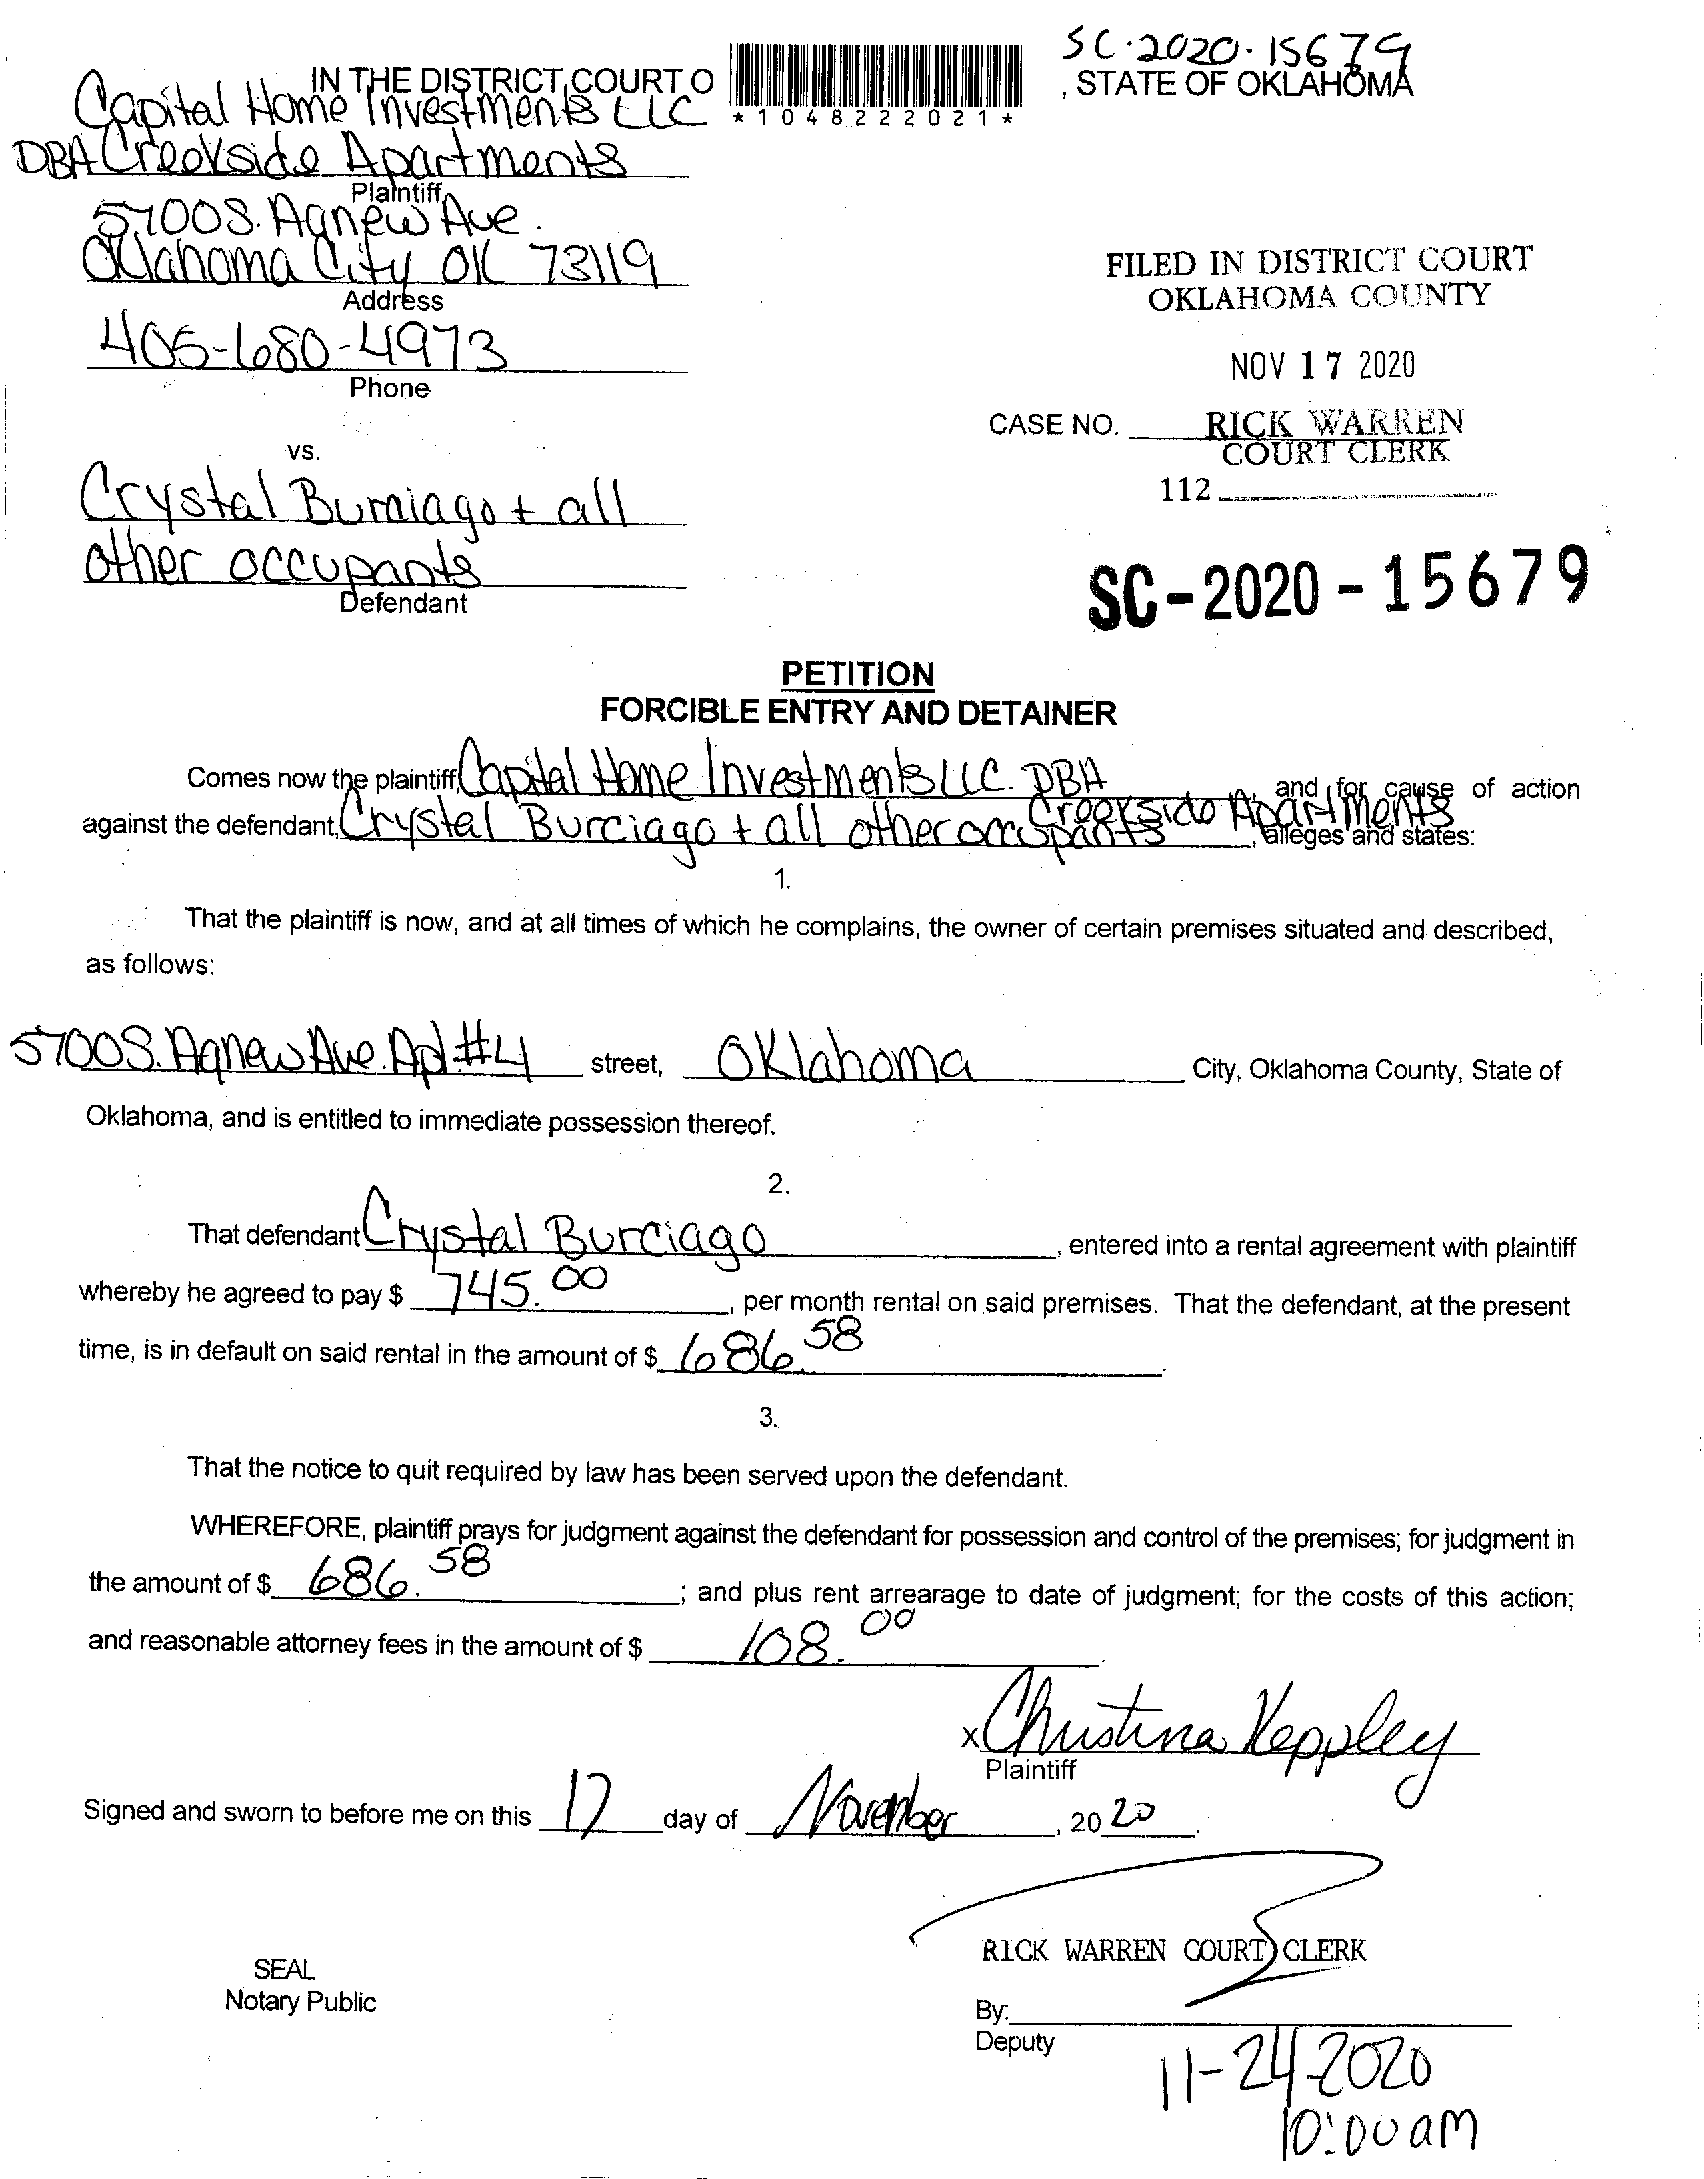 SC-2020-15679
IN THE DISTRICT COURT O
, STATE OF OKLAHOMA
*1048222021*
Capital Home Investments LLC
DBA Creekside Apartments
Plaintiff
5700 S. Agnew Ave.
Oklahoma City OK 73119
Address
405-680-4973
Phone
FILED IN DISTRICT COURT
OKLAHOMA COUNTY
NOV 17 2020
CASE NO.
RICK WARREN
COURT CLERK
112
vs.
Crystal Burciago + all
other occupants
Defendant
SC-2020-15679
PETITION
FORCIBLE ENTRY AND DETAINER
Comes now the plaintiff, Capital Home Investments LLC. DBA Creekside Apartments, and for cause of action
against the defendant, Crystal Burciago + all other occupants, alleges and states:
1.
That the plaintiff is now, and at all times of which he complains, the owner of certain premises situated and described,
as follows:
5700 S. Agnew Ave. Apt #4 street, Oklahoma City, Oklahoma County, State of
Oklahoma, and is entitled to immediate possession thereof.
2.
That defendant Crystal Burciago, entered into a rental agreement with plaintiff
whereby he agreed to pay $ 745.00, per month rental on said premises. That the defendant, at the present
time, is in default on said rental in the amount of $ 686.58.
3.
That the notice to quit required by law has been served upon the defendant.
WHEREFORE, plaintiff prays for judgment against the defendant for possession and control of the premises; for judgment in
the amount of $ 686.58; and plus rent arrearage to date of judgment; for the costs of this action;
and reasonable attorney fees in the amount of $ 108.00.
x Christina Keppley
Plaintiff
Signed and sworn to before me on this 17 day of November, 2020.
RICK WARREN COURT CLERK
SEAL
Notary Public
By:
Deputy
11-24-2020
10:00am